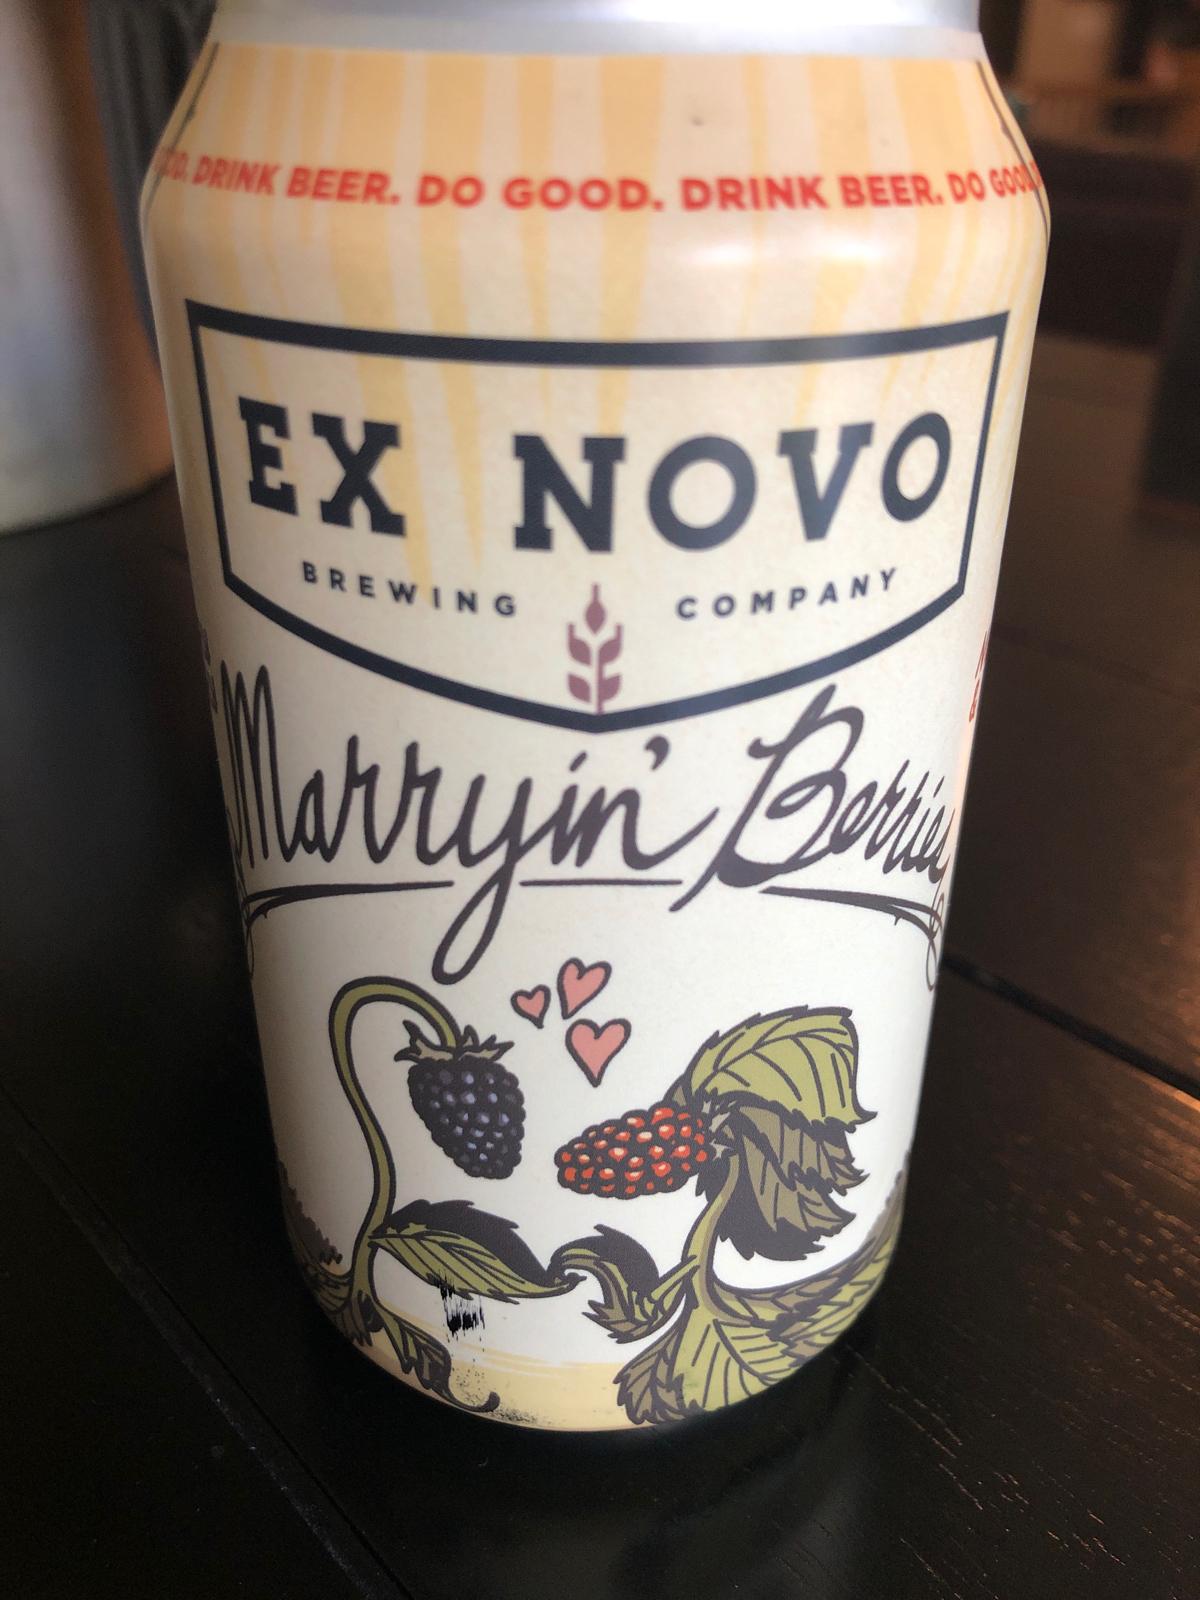 DRINK BEER. DO GOOD. DRINK BEER. DO GOOD
EX NOVO
BREWING COMPANY
Marryin' Berries